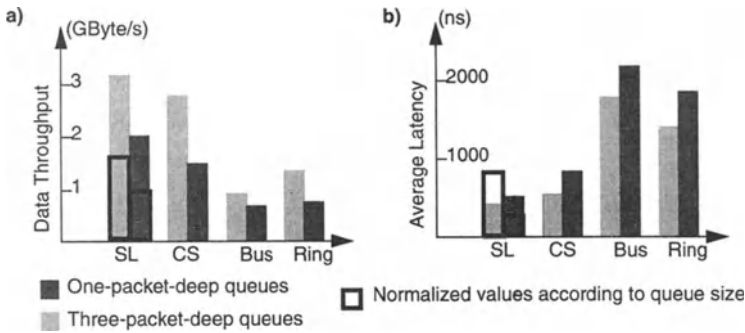 a)
(GByte/s)
Data Throughput
3
2
1
SL CS Bus Ring
b)
(ns)
Average Latency
2000
1000
SL CS Bus Ring
One-packet-deep queues
Three-packet-deep queues
Normalized values according to queue size